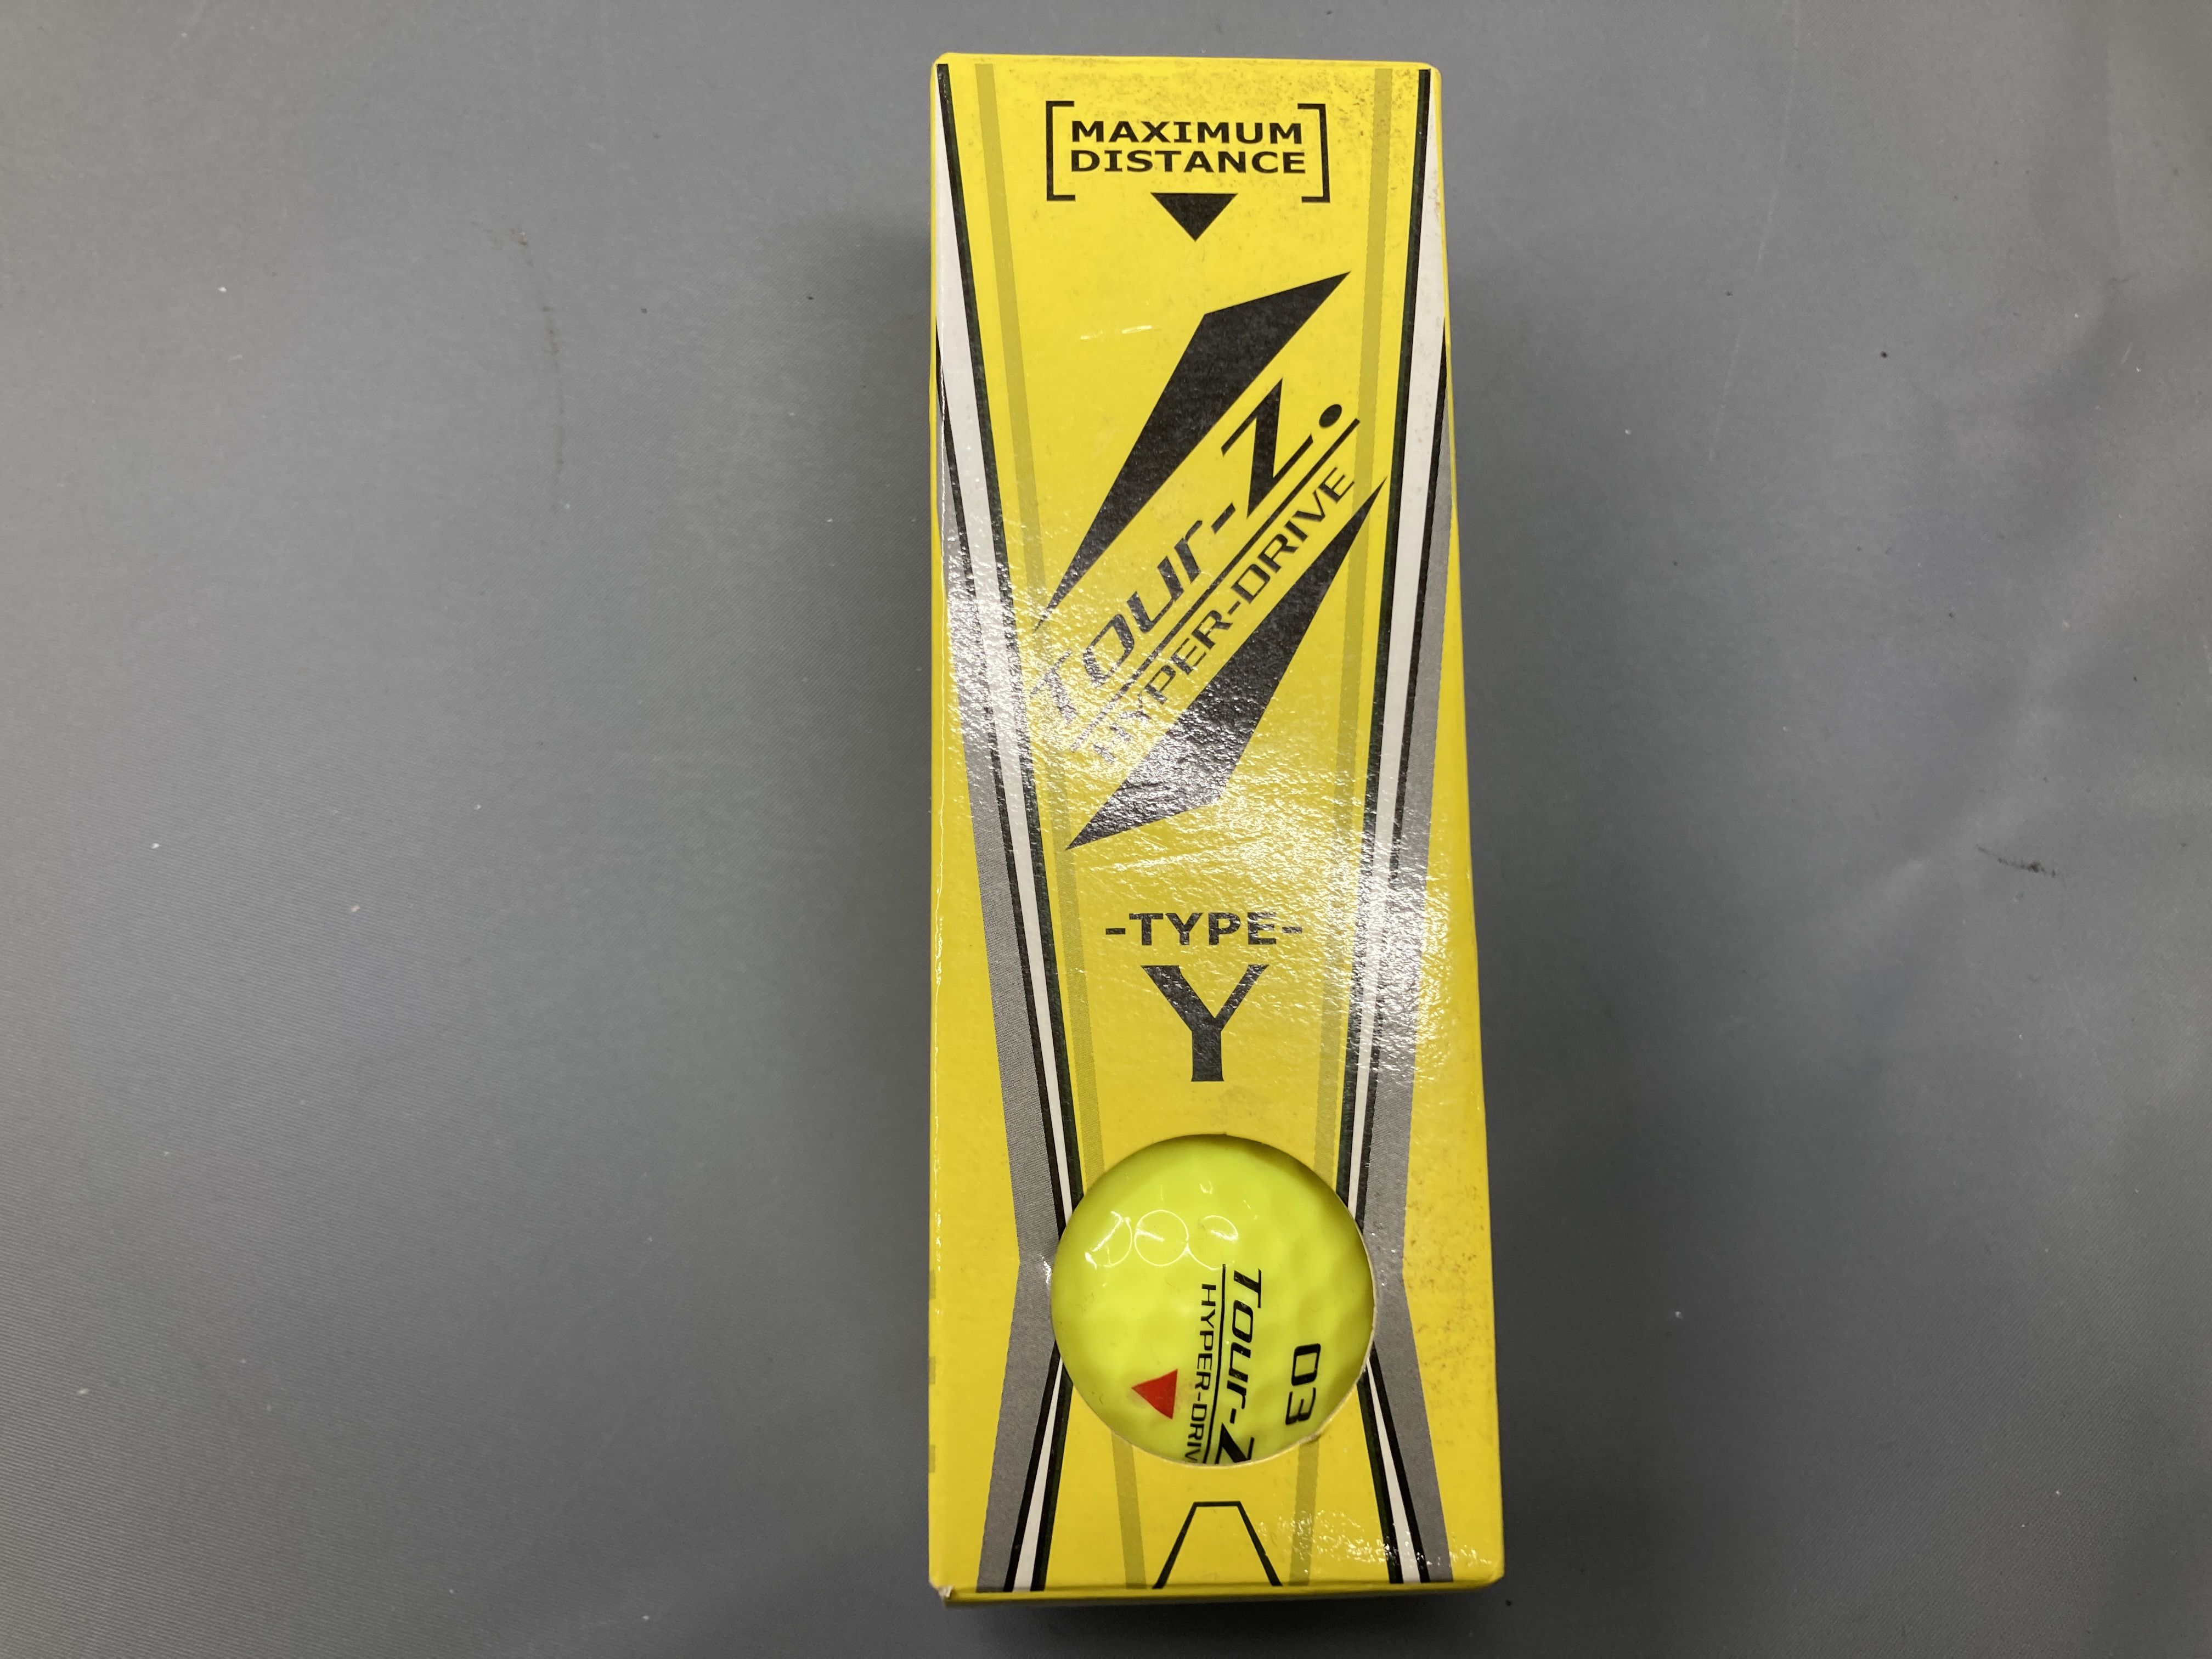 MAXIMUM
DISTANCE
Tour-Z.
HYPER-DRIVE
-TYPE-
Y
03
Tour-Z
HYPER-DRIV